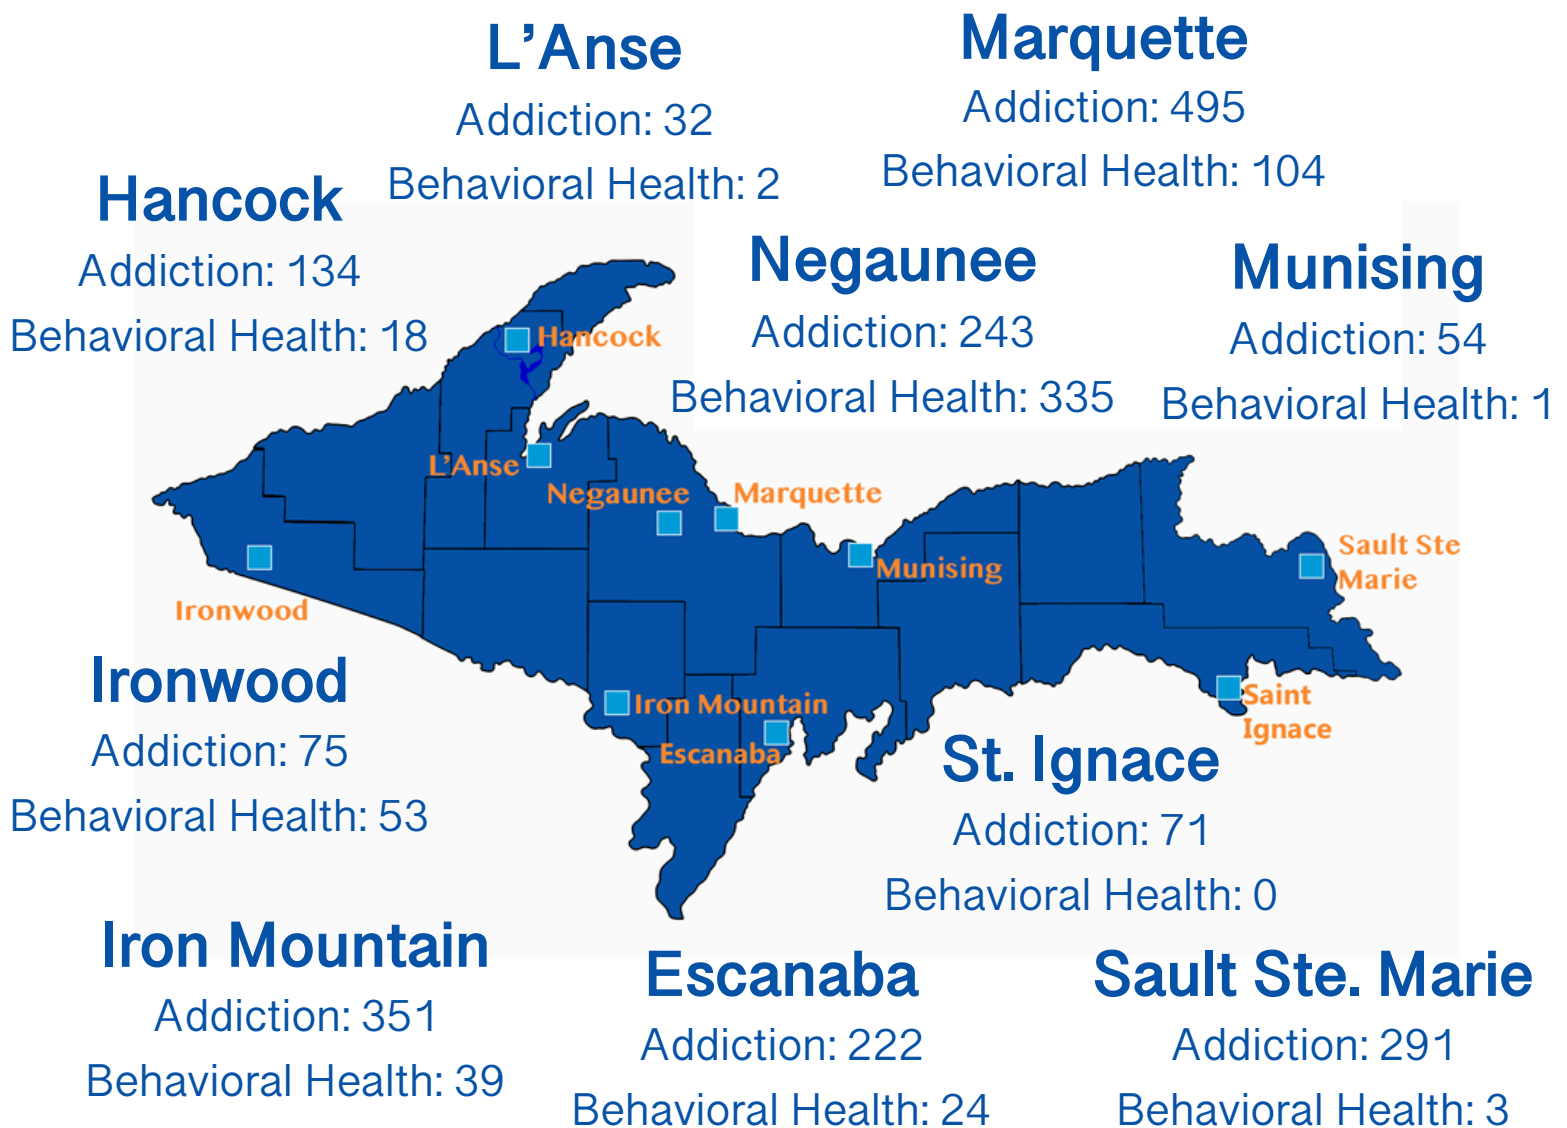 L'Anse
Addiction: 32
Behavioral Health: 2
Marquette
Addiction: 495
Behavioral Health: 104
Hancock
Addiction: 134
Behavioral Health: 18
Negaunee
Addiction: 243
Behavioral Health: 335
Munising
Addiction: 54
Behavioral Health: 1
Hancock
L'Anse
Negaunee
Marquette
Munising
Sault Ste
Marie
Ironwood
Iron Mountain
Escanaba
Saint
Ignace
Ironwood
Addiction: 75
Behavioral Health: 53
St. Ignace
Addiction: 71
Behavioral Health: 0
Iron Mountain
Addiction: 351
Behavioral Health: 39
Escanaba
Addiction: 222
Behavioral Health: 24
Sault Ste. Marie
Addiction: 291
Behavioral Health: 3